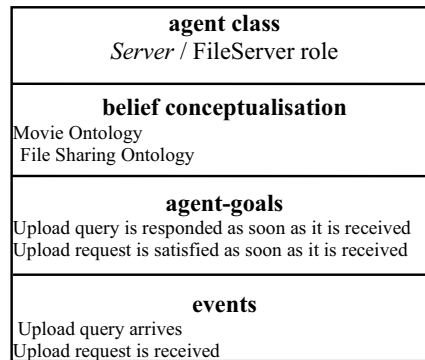 agent class
Server / FileServer role
belief conceptualisation
Movie Ontology
File Sharing Ontology
agent-goals
Upload query is responded as soon as it is received
Upload request is satisfied as soon as it is received
events
Upload query arrives
Upload request is received